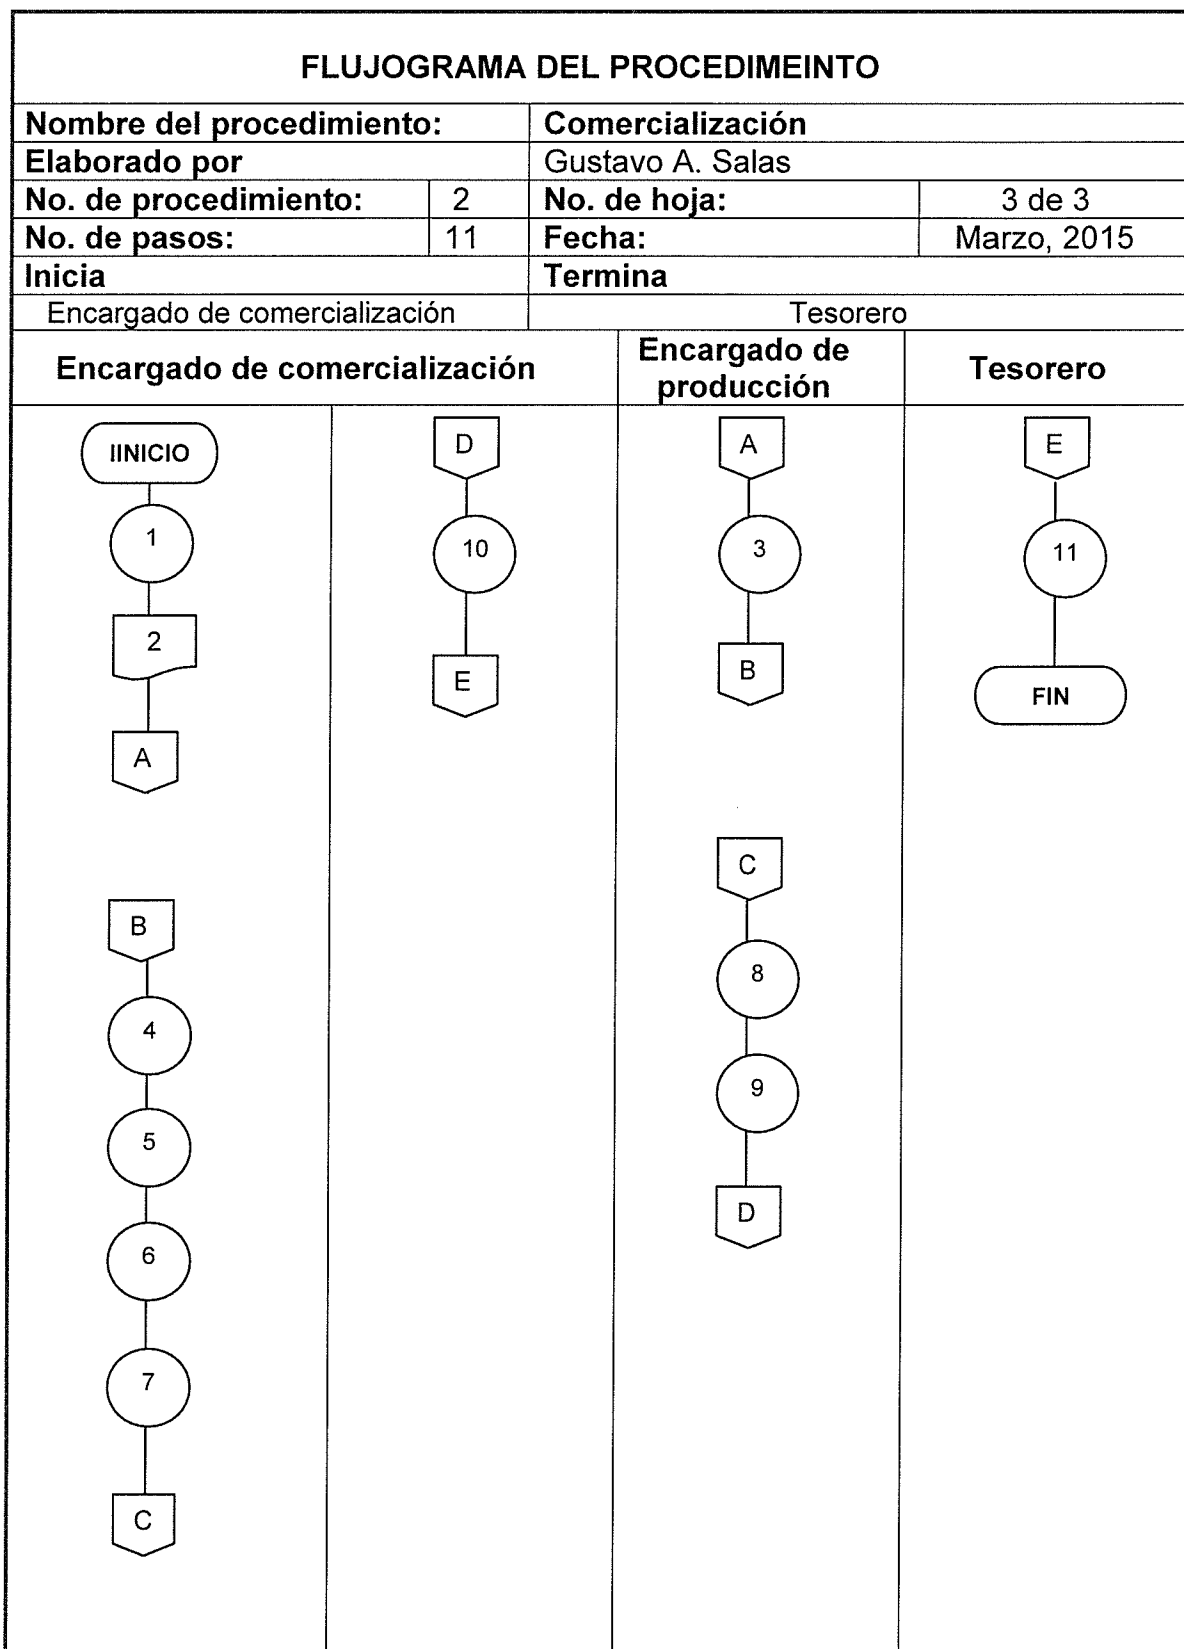 FLUJOGRAMA DEL PROCEDIMEINTO
Nombre del procedimiento: Comercialización
Elaborado por Gustavo A. Salas
No. de procedimiento: 2 No. de hoja: 3 de 3
No. de pasos: 11 Fecha: Marzo, 2015
Inicia Termina
Encargado de comercialización Tesorero
Encargado de comercialización
Encargado de
producción
Tesorero
IINICIO
1
2
A
B
4
5
6
7
C
D
10
E
A
3
B
C
8
9
D
E
11
FIN